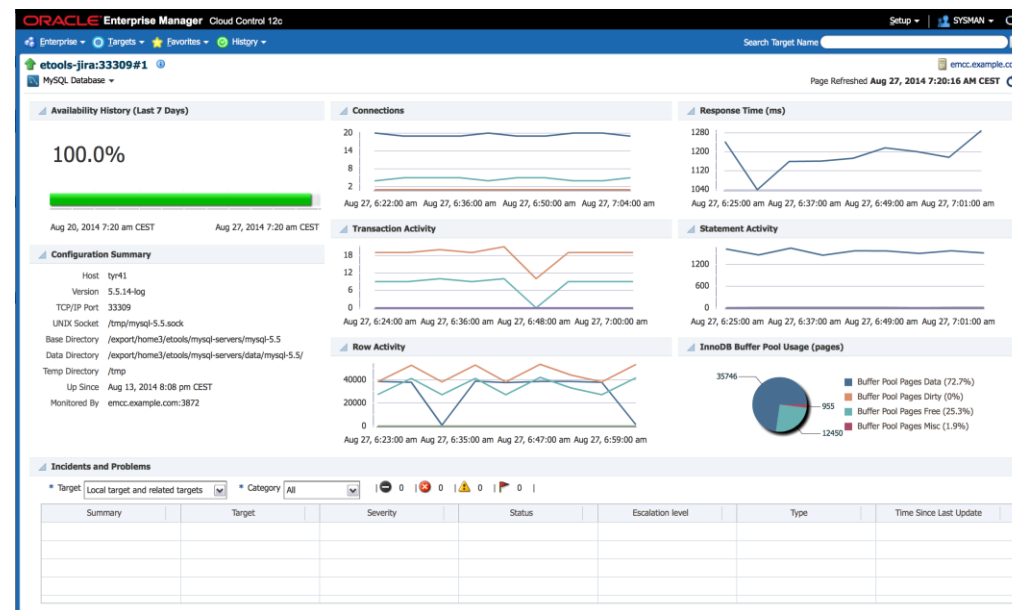 ORACLE Enterprise Manager Cloud Control 12c
Setup SYSMAN
Enterprise Targets Favorites History
Search Target Name
etools-jira:33309#1
emcc.example.co
MySQL Database
Page Refreshed Aug 27, 2014 7:20:16 AM CEST
Availability History (Last 7 Days)
100.0%
Aug 20, 2014 7:20 am CEST
Aug 27, 2014 7:20 am CEST
Configuration Summary
Host tyr41
Version 5.5.14-log
TCP/IP Port 33309
UNIX Socket /tmp/mysql-5.5.sock
Base Directory /export/home3/etools/mysql-servers/mysql-5.5
Data Directory /export/home3/etools/mysql-servers/data/mysql-5.5/
Temp Directory /tmp
Up Since Aug 13, 2014 8:08 pm CEST
Monitored By emcc.example.com:3872
Connections
20
14
8
2
Aug 27, 6:22:00 am Aug 27, 6:36:00 am Aug 27, 6:50:00 am Aug 27, 7:04:00 am
Transaction Activity
18
12
6
0
Aug 27, 6:24:00 am Aug 27, 6:36:00 am Aug 27, 6:48:00 am Aug 27, 7:00:00 am
Row Activity
40000
20000
0
Aug 27, 6:23:00 am Aug 27, 6:35:00 am Aug 27, 6:47:00 am Aug 27, 6:59:00 am
Response Time (ms)
1280
1200
1120
1040
Aug 27, 6:25:00 am Aug 27, 6:37:00 am Aug 27, 6:49:00 am Aug 27, 7:01:00 am
Statement Activity
1200
600
0
Aug 27, 6:25:00 am Aug 27, 6:37:00 am Aug 27, 6:49:00 am Aug 27, 7:01:00 am
InnoDB Buffer Pool Usage (pages)
35746
955
12450
Buffer Pool Pages Data (72.7%)
Buffer Pool Pages Dirty (0%)
Buffer Pool Pages Free (25.3%)
Buffer Pool Pages Misc (1.9%)
Incidents and Problems
* Target Local target and related targets * Category All | 0 | 0 | 0 | 0 |
Summary Target Severity Status Escalation level Type Time Since Last Update